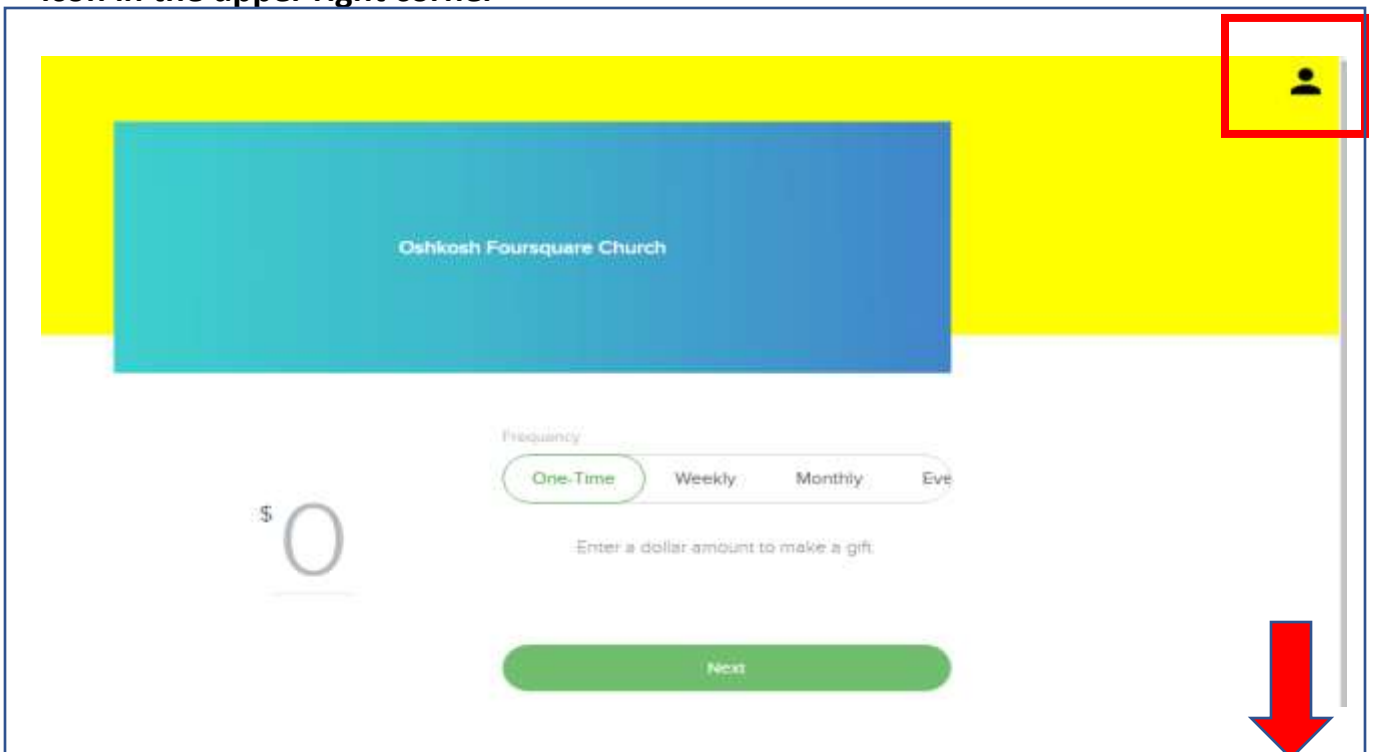 icon in the upper right corner
Oshkosh Foursquare Church
Frequency
One-Time Weekly Monthly Eve
$ 0
Enter a dollar amount to make a gift
Next